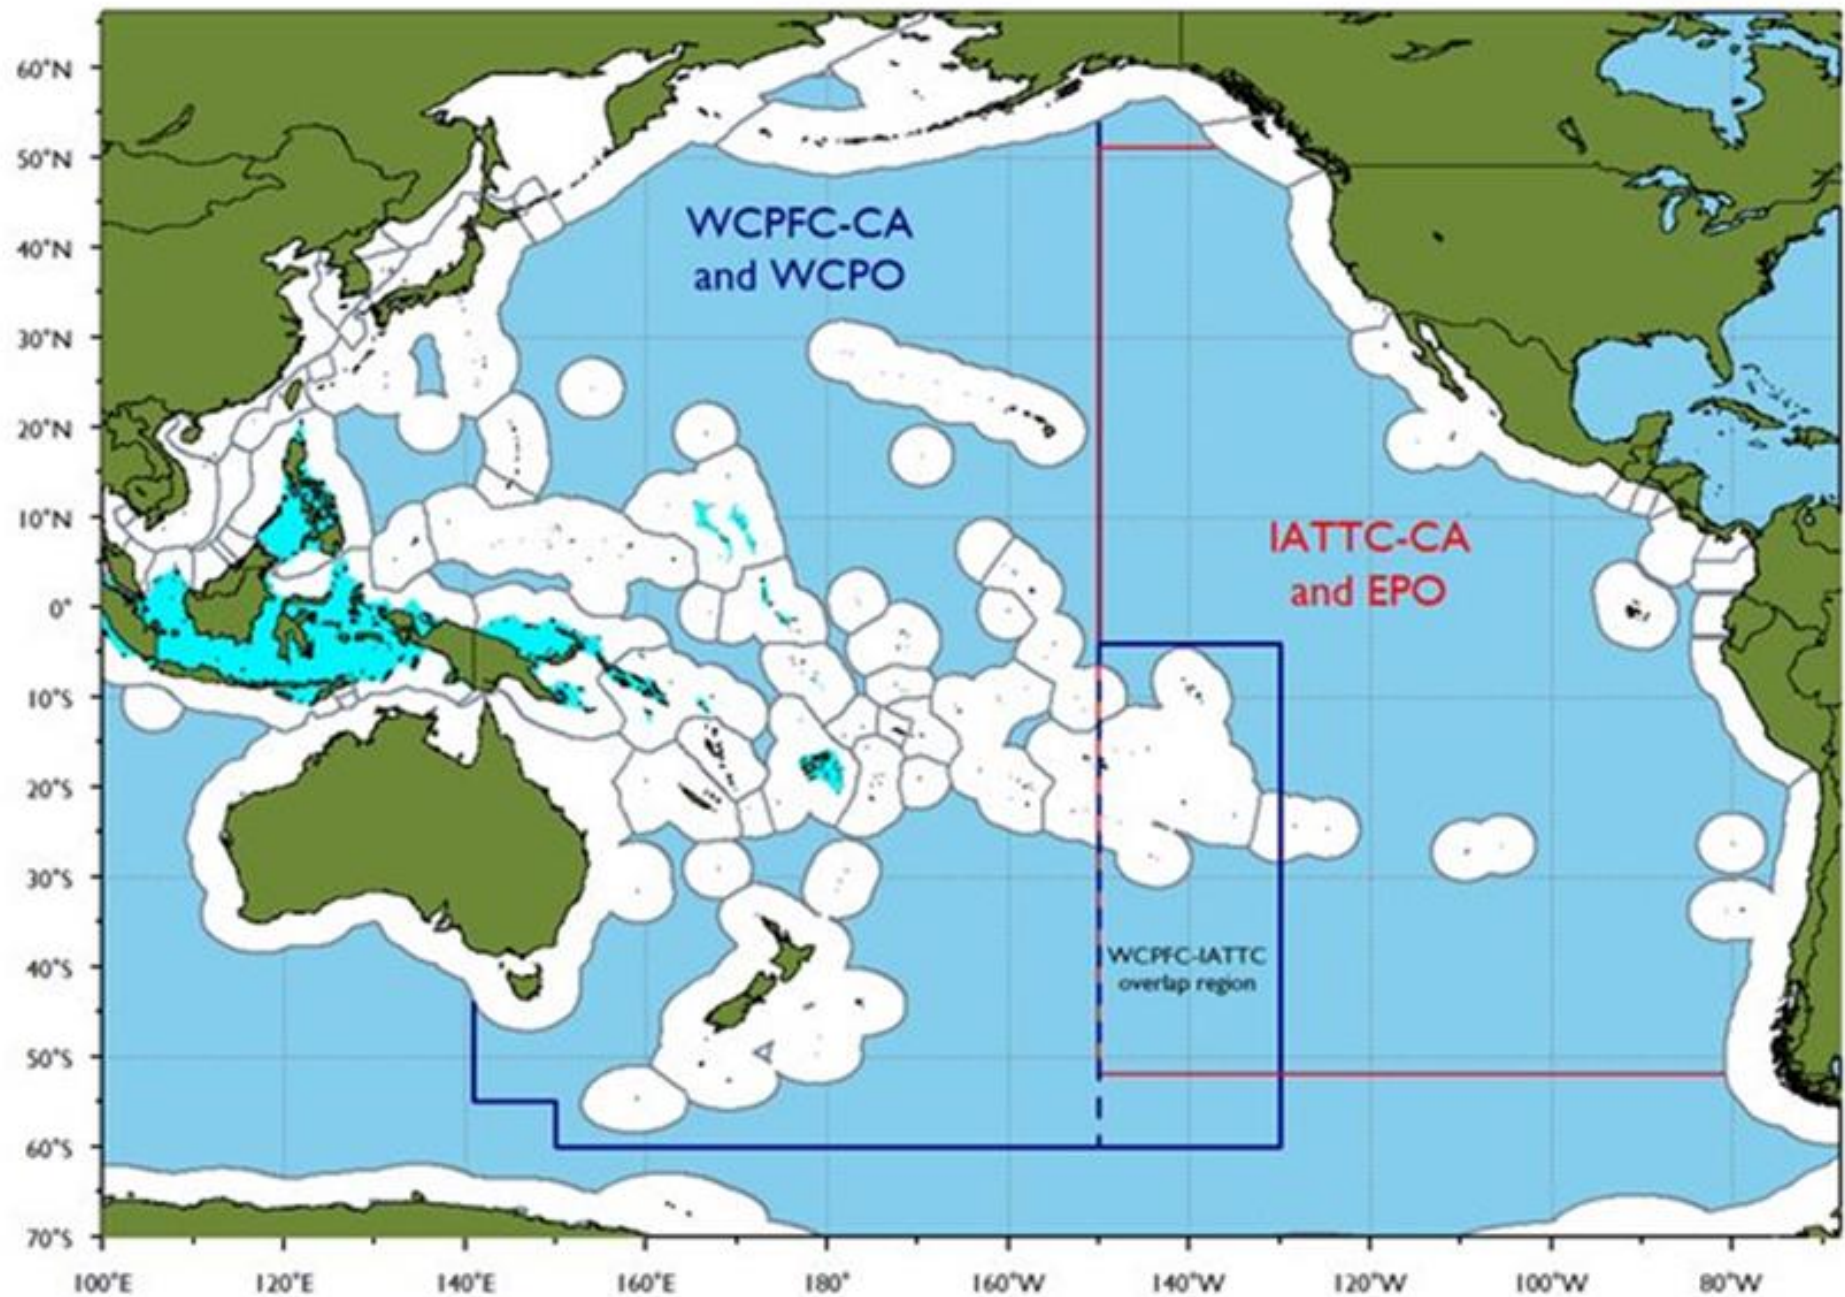 60°N
50°N
40°N
30°N
20°N
10°N
0°
10°S
20°S
30°S
40°S
50°S
60°S
70°S
WCPFC-CA
and WCPO
IATTC-CA
and EPO
WCPFC-IATTC
overlap region
100°E 120°E 140°E 160°E 180° 160°W 140°W 120°W 100°W 80°W